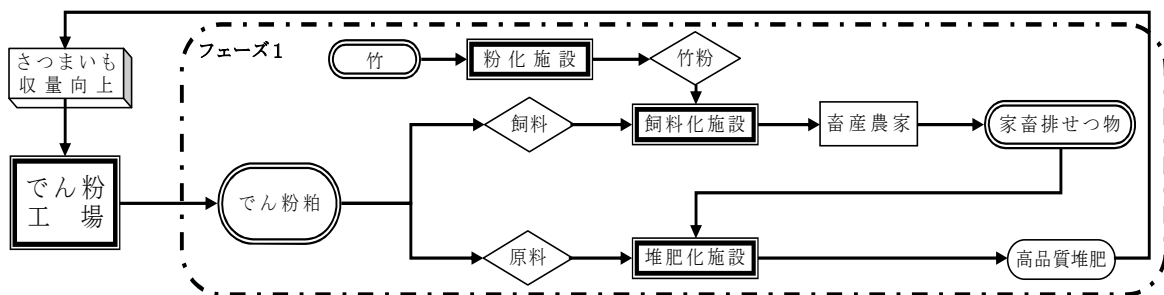 フェーズ1
さつまいも
収量向上
竹
粉化施設
竹粉
飼料
飼料化施設
畜産農家
家畜排せつ物
でん粉
工場
でん粉粕
原料
堆肥化施設
高品質堆肥